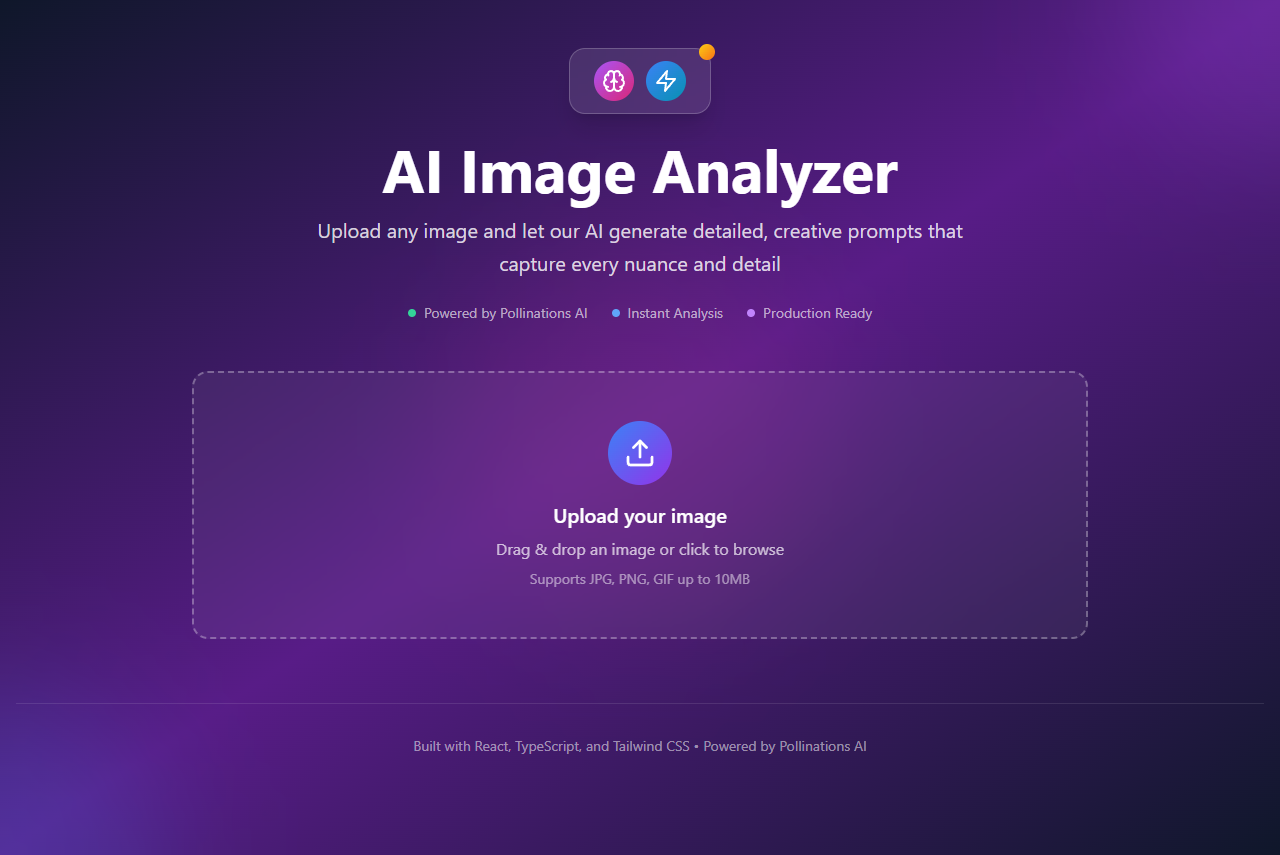 AI Image Analyzer
Upload any image and let our AI generate detailed, creative prompts that
capture every nuance and detail
Powered by Pollinations AI
Instant Analysis
Production Ready
Upload your image
Drag & drop an image or click to browse
Supports JPG, PNG, GIF up to 10MB
Built with React, TypeScript, and Tailwind CSS • Powered by Pollinations AI